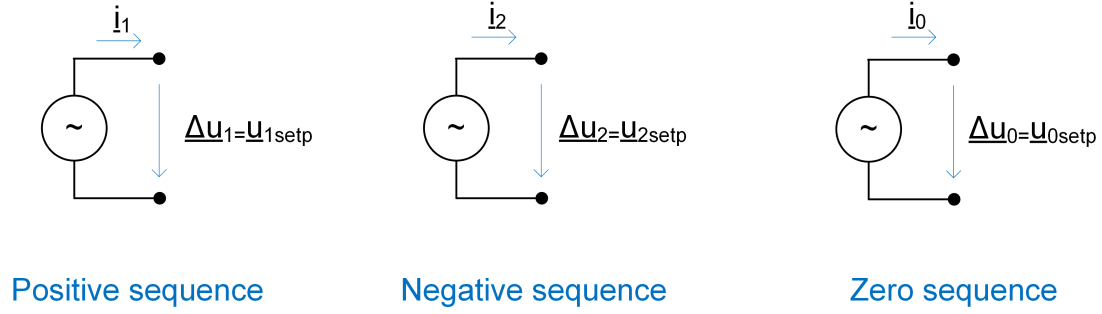 i1 i2 i0
~ ~ ~
Δu1=u1setp Δu2=u2setp Δu0=u0setp
Positive sequence Negative sequence Zero sequence